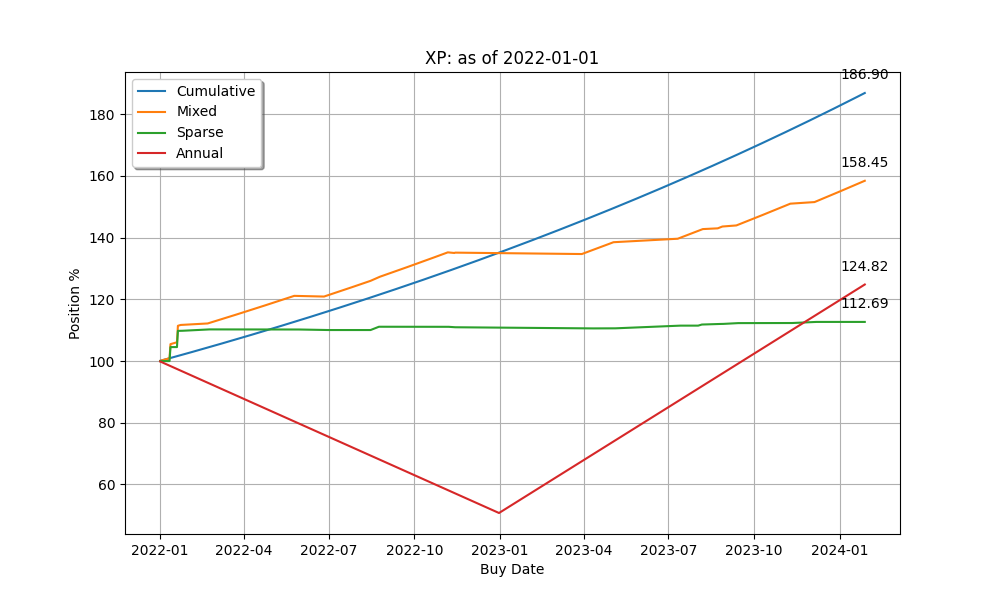 XP: as of 2022-01-01
Cumulative
Mixed
Sparse
Annual
186.90
158.45
124.82
112.69
Position %
180
160
140
120
100
80
60
2022-01 2022-04 2022-07 2022-10 2023-01 2023-04 2023-07 2023-10 2024-01
Buy Date